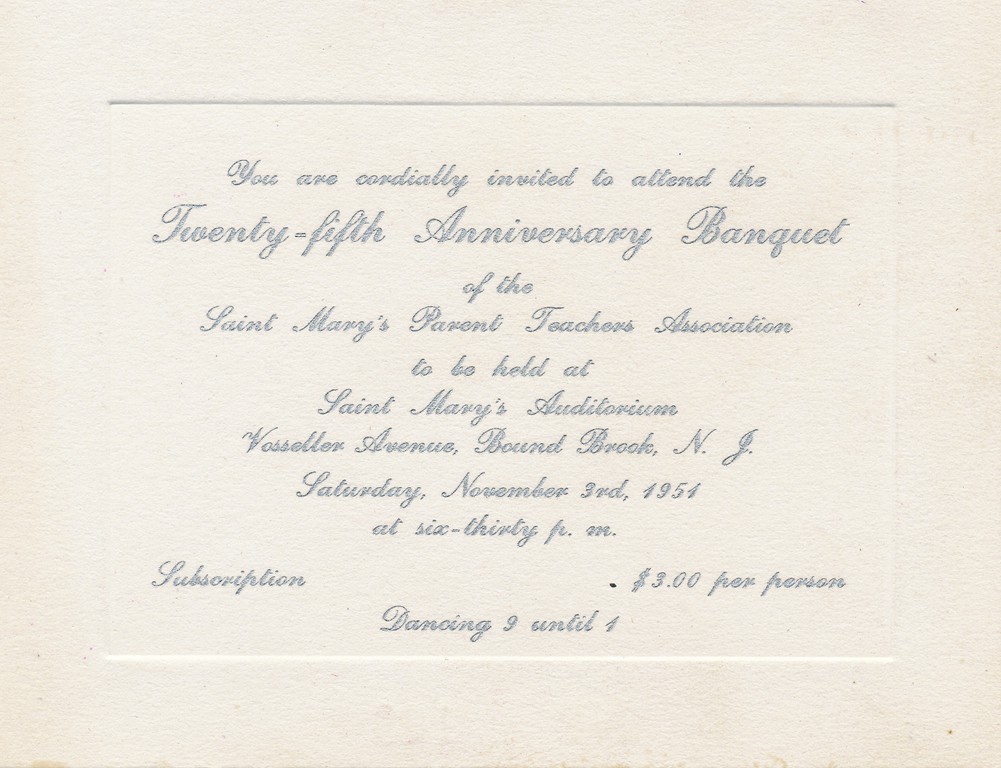 You are cordially invited to attend the
Twenty-fifth Anniversary Banquet
of the
Saint Mary's Parent Teachers Association
to be held at
Saint Mary's Auditorium
Vosseller Avenue, Bound Brook, N. J.
Saturday, November 3rd, 1951
at six-thirty p. m.
Subscription $3.00 per person
Dancing 9 until 1